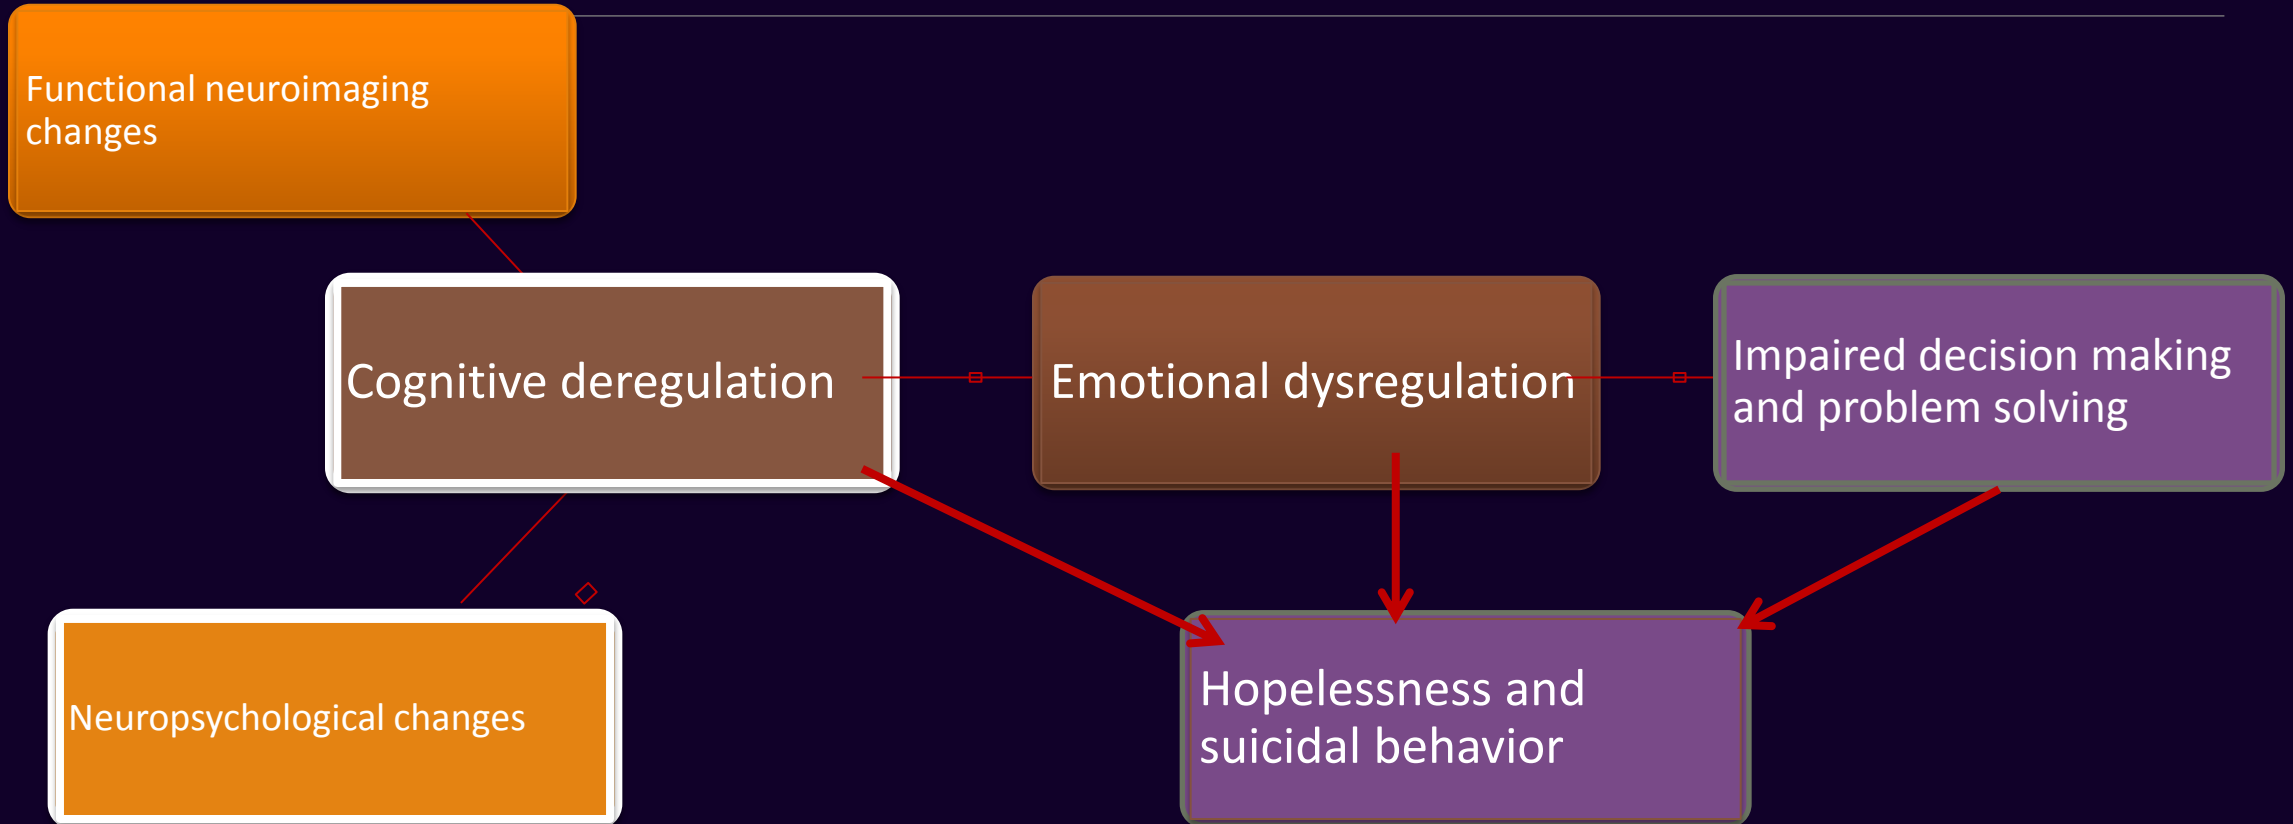 Functional neuroimaging
changes
Cognitive deregulation
Emotional dysregulation
Impaired decision making
and problem solving
Neuropsychological changes
Hopelessness and
suicidal behavior